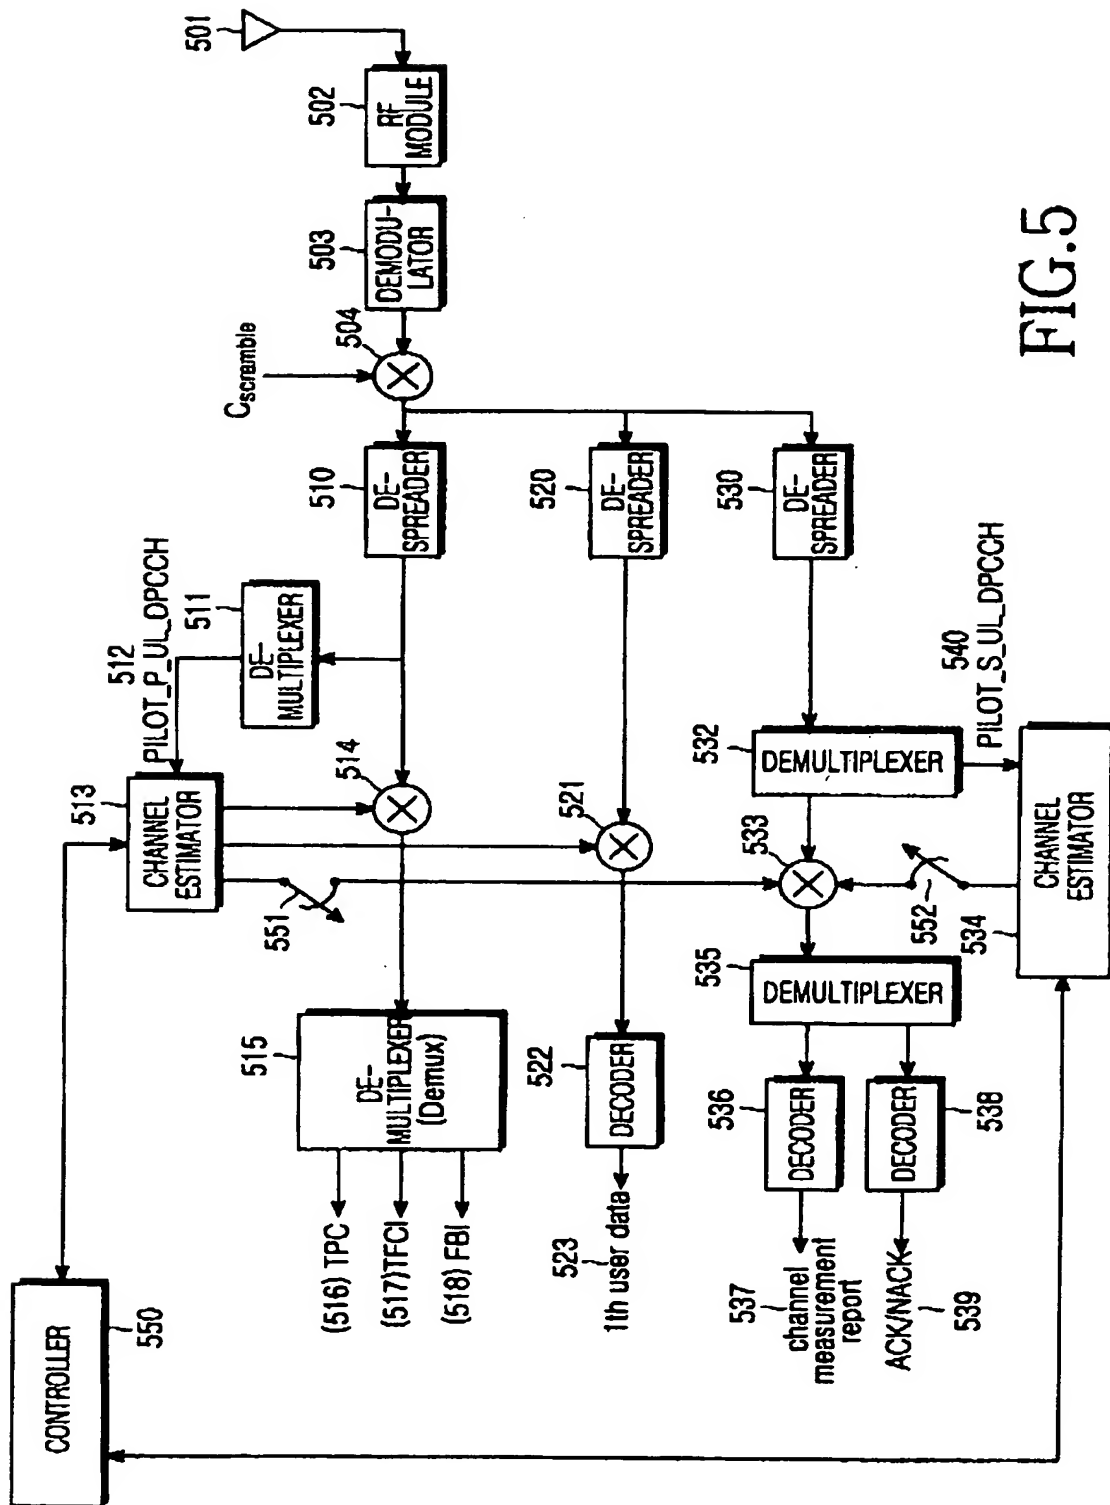 501
502
RF
MODULE
503
DEMODU-
LATOR
504
Cscramble
510
DE-
SPREADER
520
DE-
SPREADER
530
DE-
SPREADER
511
DE-
MULTIPLEXER
512
PILOT_P_UL_DPCCH
513
CHANNEL
ESTIMATOR
514
521
532
DEMULTIPLEXER
540
PILOT_S_UL_DPCCH
533
551
552
534
CHANNEL
ESTIMATOR
515
DE-
MULTIPLEXER
(Demux)
522
DECODER
535
DEMULTIPLEXER
536
DECODER
538
DECODER
(516) TPC
(517)TFCI
(518) FBI
1th user data
523
537
channel
measurement
report
ACK/NACK
539
550
CONTROLLER
FIG.5